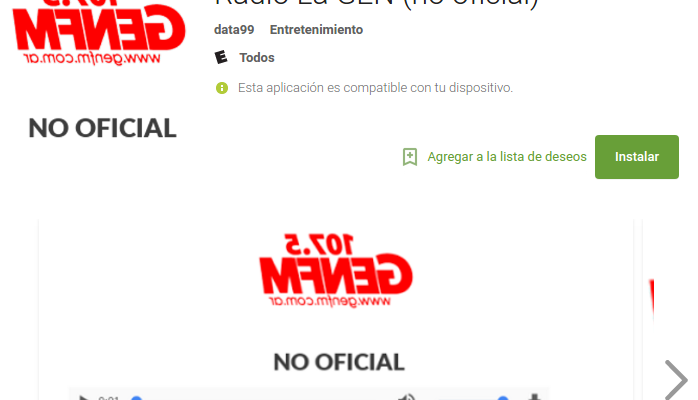 107.5
GENFM
www.genfm.com.ar
NO OFICIAL
Radio La GEN (no oficial)
data99 Entretenimiento
E Todos
Esta aplicación es compatible con tu dispositivo.
Agregar a la lista de deseos Instalar
107.5
GENFM
www.genfm.com.ar
NO OFICIAL
0:01